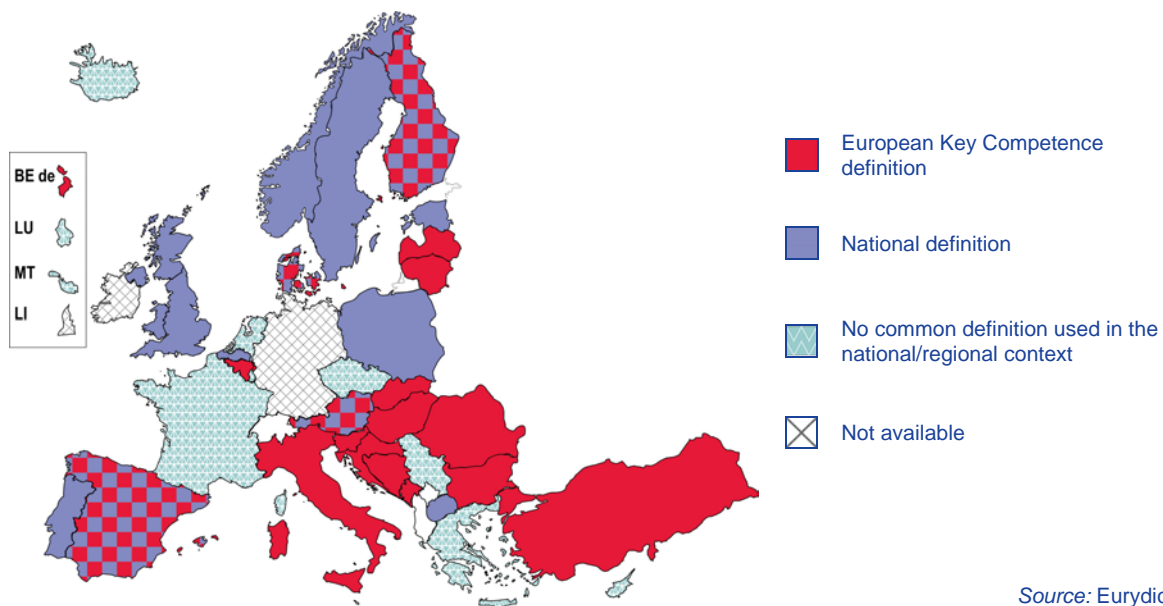 BE de
LU
MT
LI
European Key Competence
definition
National definition
No common definition used in the
national/regional context
Not available
Source: Eurydic